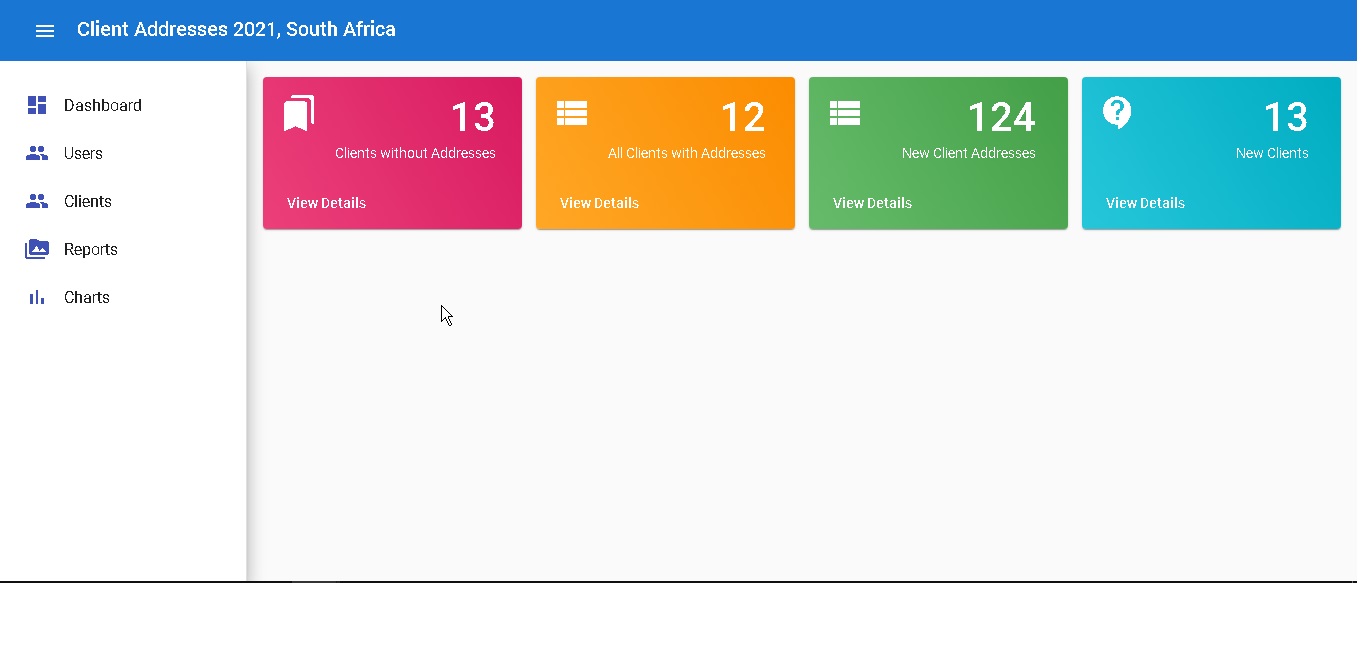 Client Addresses 2021, South Africa
Dashboard
Users
Clients
Reports
Charts
13
Clients without Addresses
View Details
12
All Clients with Addresses
View Details
124
New Client Addresses
View Details
?
13
New Clients
View Details